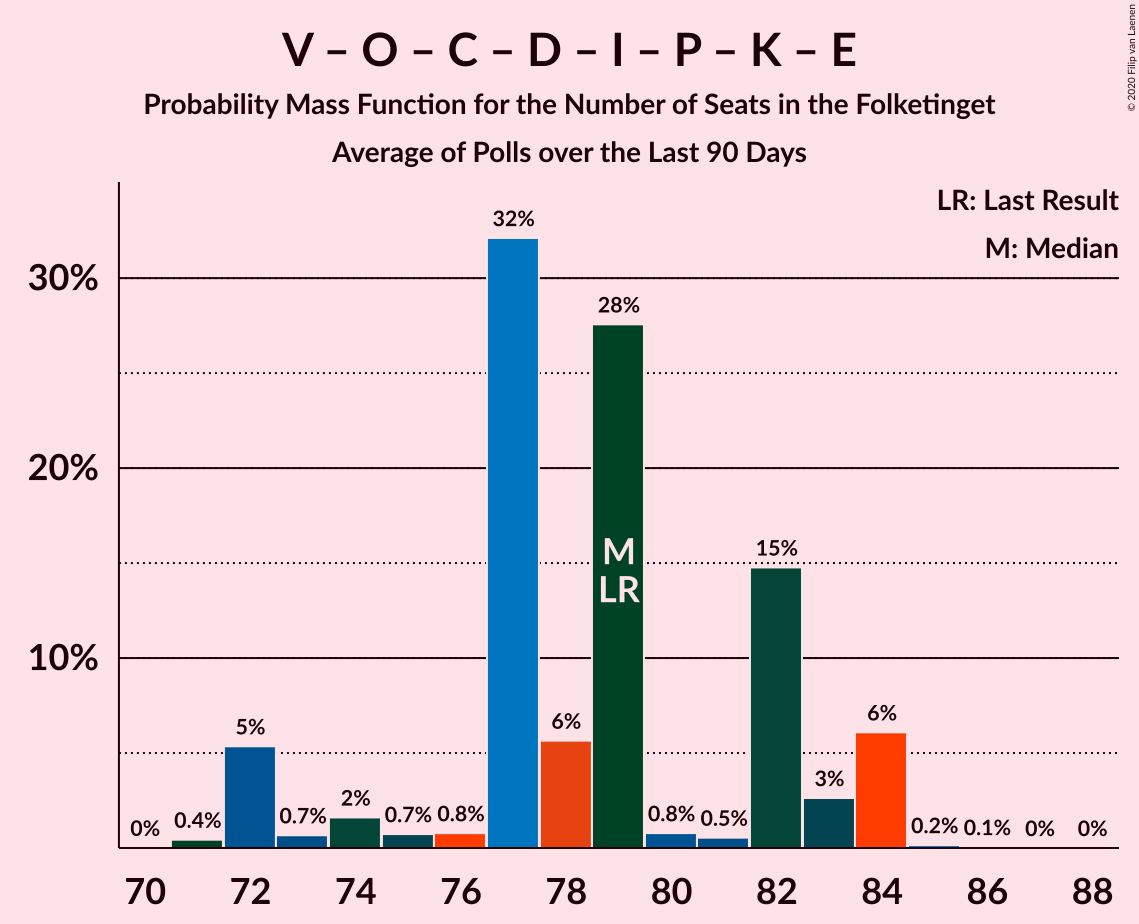 V – O – C – D – I – P – K – E
Probability Mass Function for the Number of Seats in the Folketinget
Average of Polls over the Last 90 Days
© 2020 Filip van Laenen
LR: Last Result
M: Median
30%
20%
10%
0%
0.4%
5%
0.7%
2%
0.7%
0.8%
32%
6%
28%
0.8%
0.5%
15%
3%
6%
0.2%
0.1%
0%
0%
M
LR
70 72 74 76 78 80 82 84 86 88